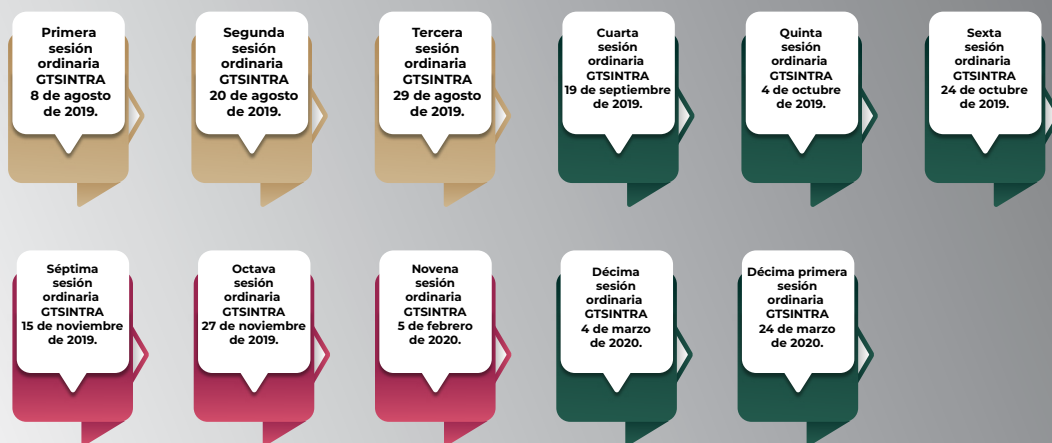 Primera
sesión
ordinaria
GTSINTRA
8 de agosto
de 2019.
Segunda
sesión
ordinaria
GTSINTRA
20 de agosto
de 2019.
Tercera
sesión
ordinaria
GTSINTRA
29 de agosto
de 2019.
Cuarta
sesión
ordinaria
GTSINTRA
19 de septiembre
de 2019.
Quinta
sesión
ordinaria
GTSINTRA
4 de octubre
de 2019.
Sexta
sesión
ordinaria
GTSINTRA
24 de octubre
de 2019.
Séptima
sesión
ordinaria
GTSINTRA
15 de noviembre
de 2019.
Octava
sesión
ordinaria
GTSINTRA
27 de noviembre
de 2019.
Novena
sesión
ordinaria
GTSINTRA
5 de febrero
de 2020.
Décima
sesión
ordinaria
GTSINTRA
4 de marzo
de 2020.
Décima primera
sesión
ordinaria
GTSINTRA
24 de marzo
de 2020.